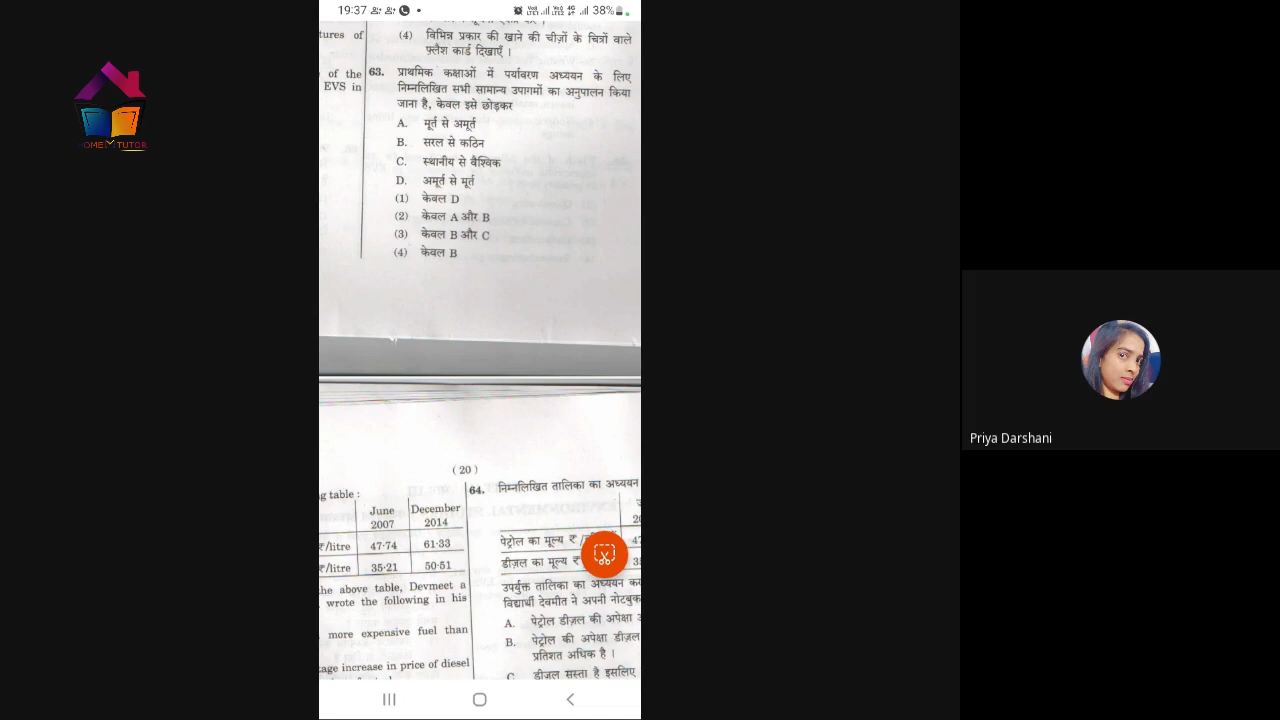 19:37
38%
tures of
of the
EVS in
(4) विभिन्न प्रकार की खाने की चीज़ों के चित्रों वाले
फ़्लैश कार्ड दिखाएँ ।
63. प्राथमिक कक्षाओं में पर्यावरण अध्ययन के लिए
निम्नलिखित सभी सामान्य उपागमों का अनुपालन किया
जाना है, केवल इसे छोड़कर
A. मूर्त से अमूर्त
B. सरल से कठिन
C. स्थानीय से वैश्विक
D. अमूर्त से मूर्त
(1) केवल D
(2) केवल A और B
(3) केवल B और C
(4) केवल B
HOME TUTOR
Priya Darshani
( 20 )
g table :
June December
2007 2014
₹/litre 47·74 61·33
₹/litre 35·21 50·51
he above table, Devmeet a
wrote the following in his
more expensive fuel than
age increase in price of diesel
64. निम्नलिखित तालिका का अध्ययन
पेट्रोल का मूल्य ₹
डीज़ल का मूल्य ₹
उपर्युक्त तालिका का अध्ययन
विद्यार्थी देवमीत ने अपनी नोटबुक
A. पेट्रोल डीज़ल की अपेक्षा
B. पेट्रोल की अपेक्षा डीज़ल
प्रतिशत अधिक है ।
C डीज़ल सस्ता है इसलिए